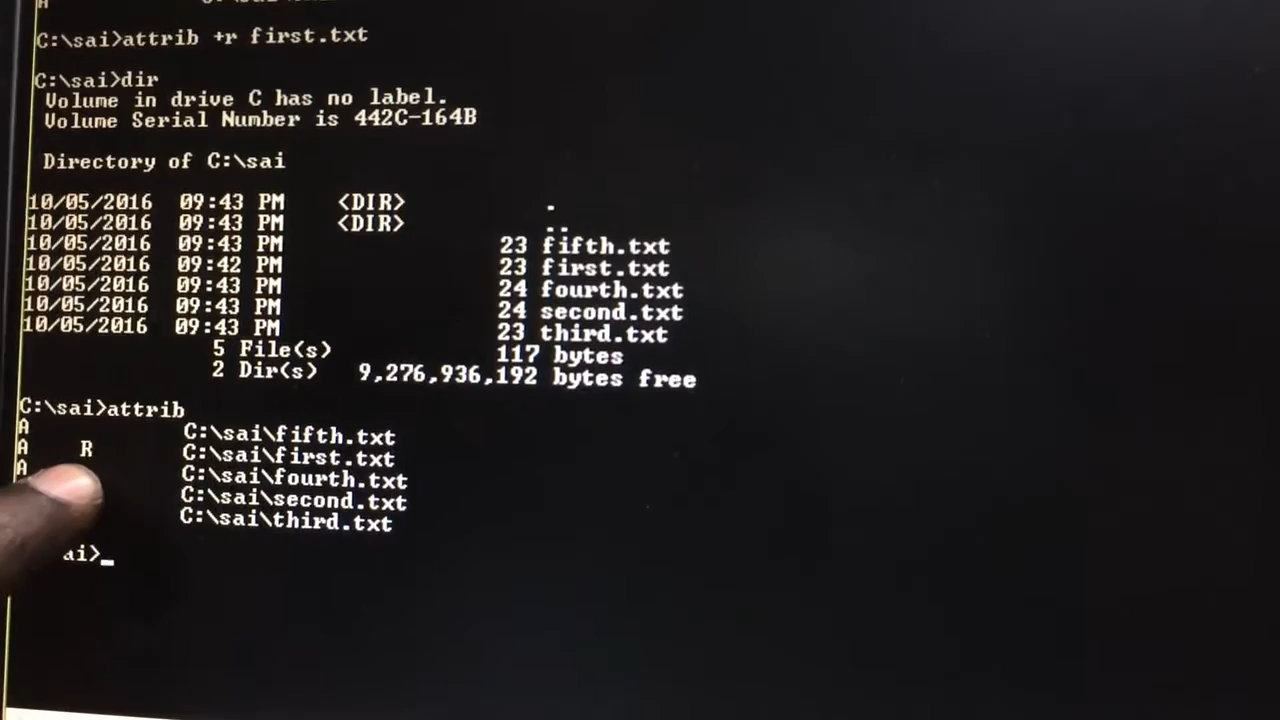 A
C:\sai>attrib +r first.txt
C:\sai>dir
Volume in drive C has no label.
Volume Serial Number is 442C-164B
Directory of C:\sai
10/05/2016 09:43 PM <DIR> .
10/05/2016 09:43 PM <DIR> ..
10/05/2016 09:43 PM 23 fifth.txt
10/05/2016 09:42 PM 23 first.txt
10/05/2016 09:43 PM 24 fourth.txt
10/05/2016 09:43 PM 24 second.txt
10/05/2016 09:43 PM 23 third.txt
5 File(s) 117 bytes
2 Dir(s) 9,276,936,192 bytes free
C:\sai>attrib
A C:\sai\fifth.txt
A R C:\sai\first.txt
A C:\sai\fourth.txt
C:\sai\second.txt
C:\sai\third.txt
ai>_